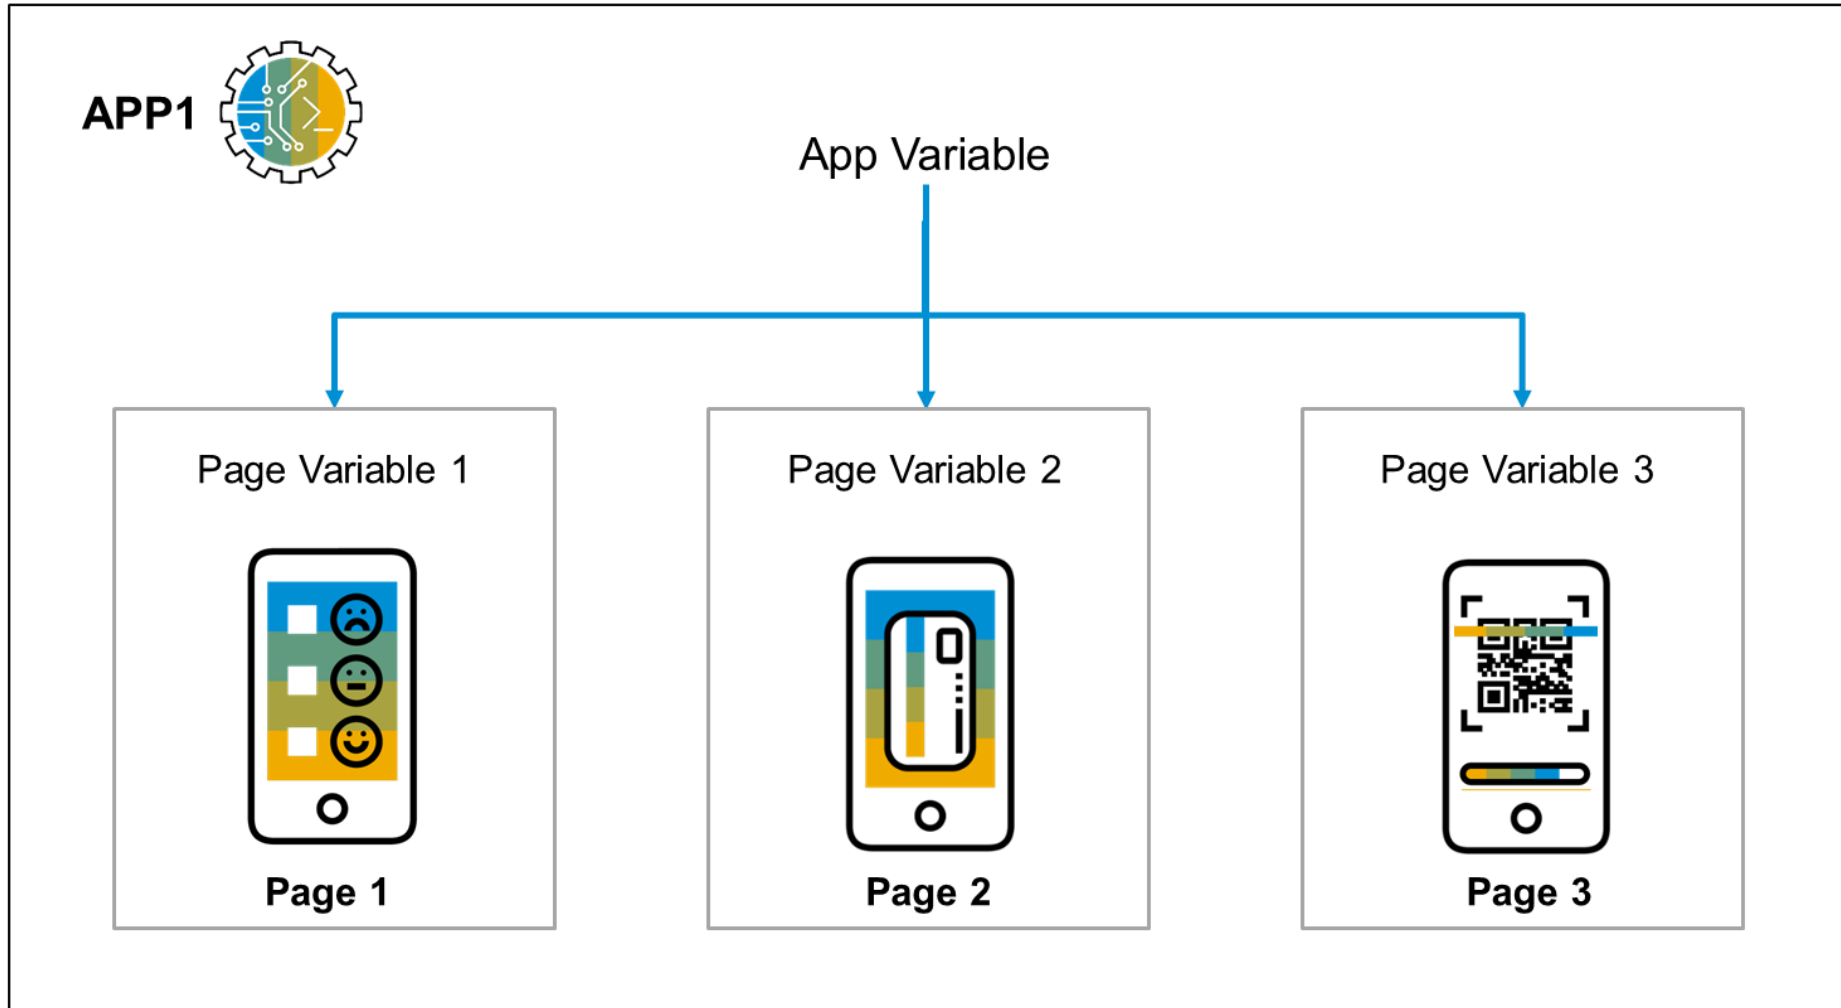 APP1
App Variable
Page Variable 1
Page Variable 2
Page Variable 3
Page 1
Page 2
Page 3